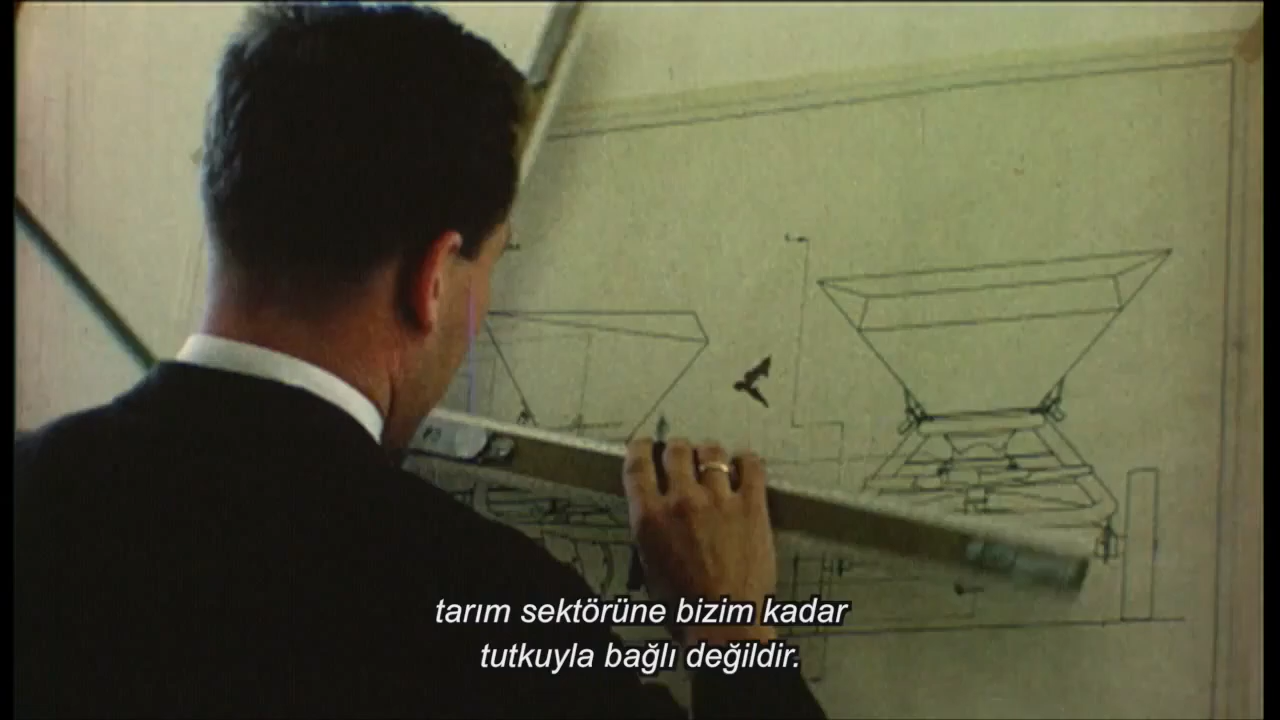 tarım sektörüne bizim kadar
tutkuyla bağlı değildir.